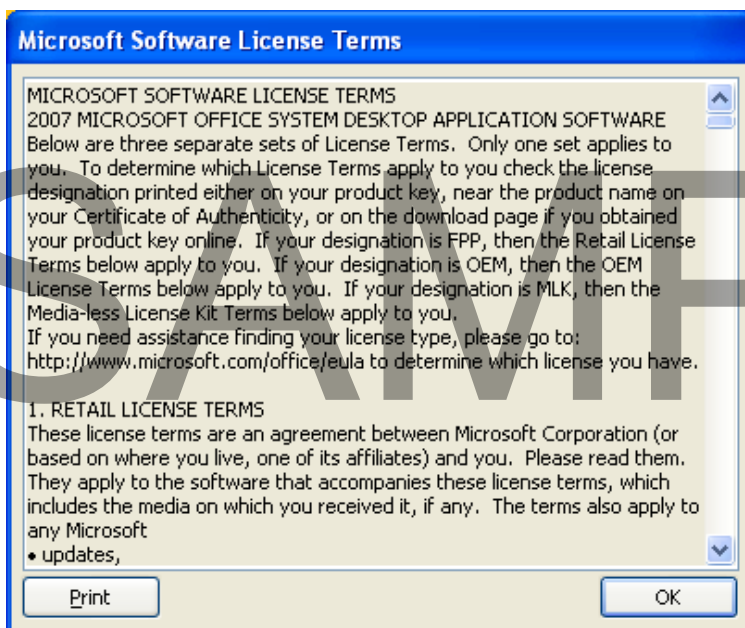 Microsoft Software License Terms
MICROSOFT SOFTWARE LICENSE TERMS
2007 MICROSOFT OFFICE SYSTEM DESKTOP APPLICATION SOFTWARE
Below are three separate sets of License Terms.  Only one set applies to
you.  To determine which License Terms apply to you check the license
designation printed either on your product key, near the product name on
your Certificate of Authenticity, or on the download page if you obtained
your product key online.  If your designation is FPP, then the Retail License
Terms below apply to you.  If your designation is OEM, then the OEM
License Terms below apply to you.  If your designation is MLK, then the
Media-less License Kit Terms below apply to you.
If you need assistance finding your license type, please go to:
http://www.microsoft.com/office/eula to determine which license you have.
1. RETAIL LICENSE TERMS
These license terms are an agreement between Microsoft Corporation (or
based on where you live, one of its affiliates) and you.  Please read them.
They apply to the software that accompanies these license terms, which
includes the media on which you received it, if any.  The terms also apply to
any Microsoft
• updates,
Print
OK
SAMP